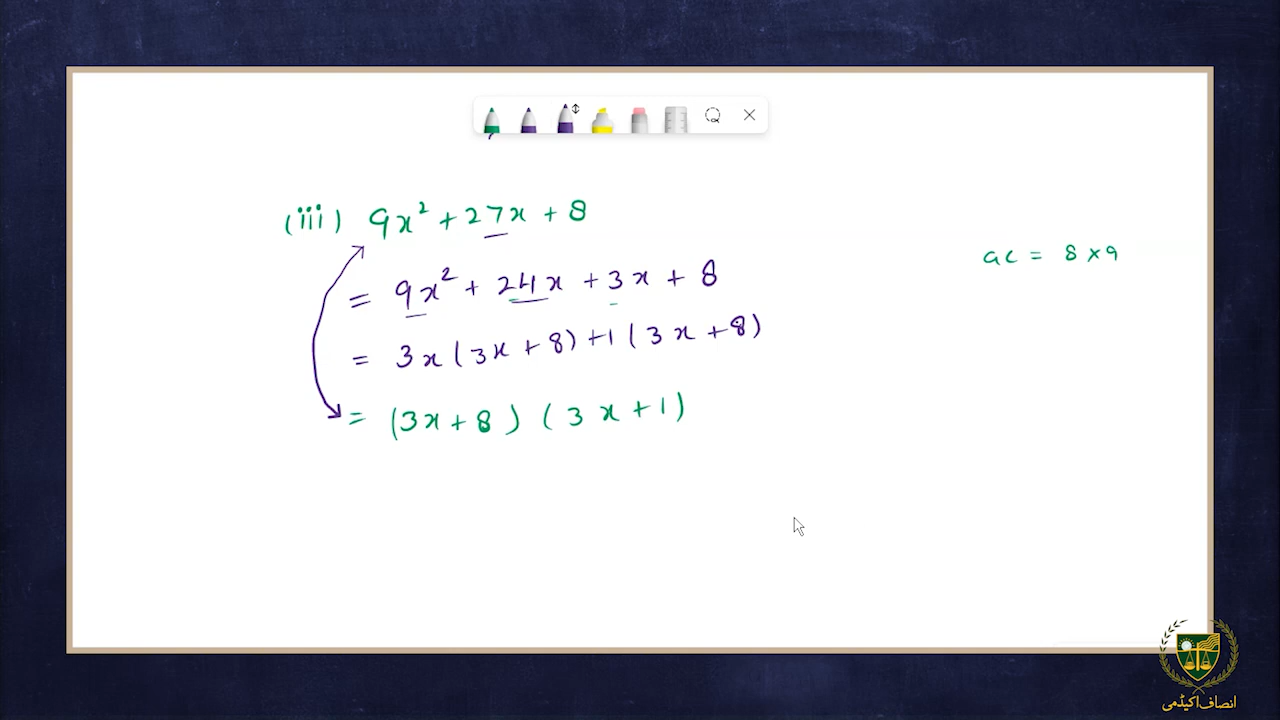 (iii) 9x² + 27x + 8
ac = 8 × 9
= 9x² + 24x + 3x + 8
= 3x(3x + 8) + 1(3x + 8)
= (3x + 8) (3x + 1)
انصاف اکیڈمی